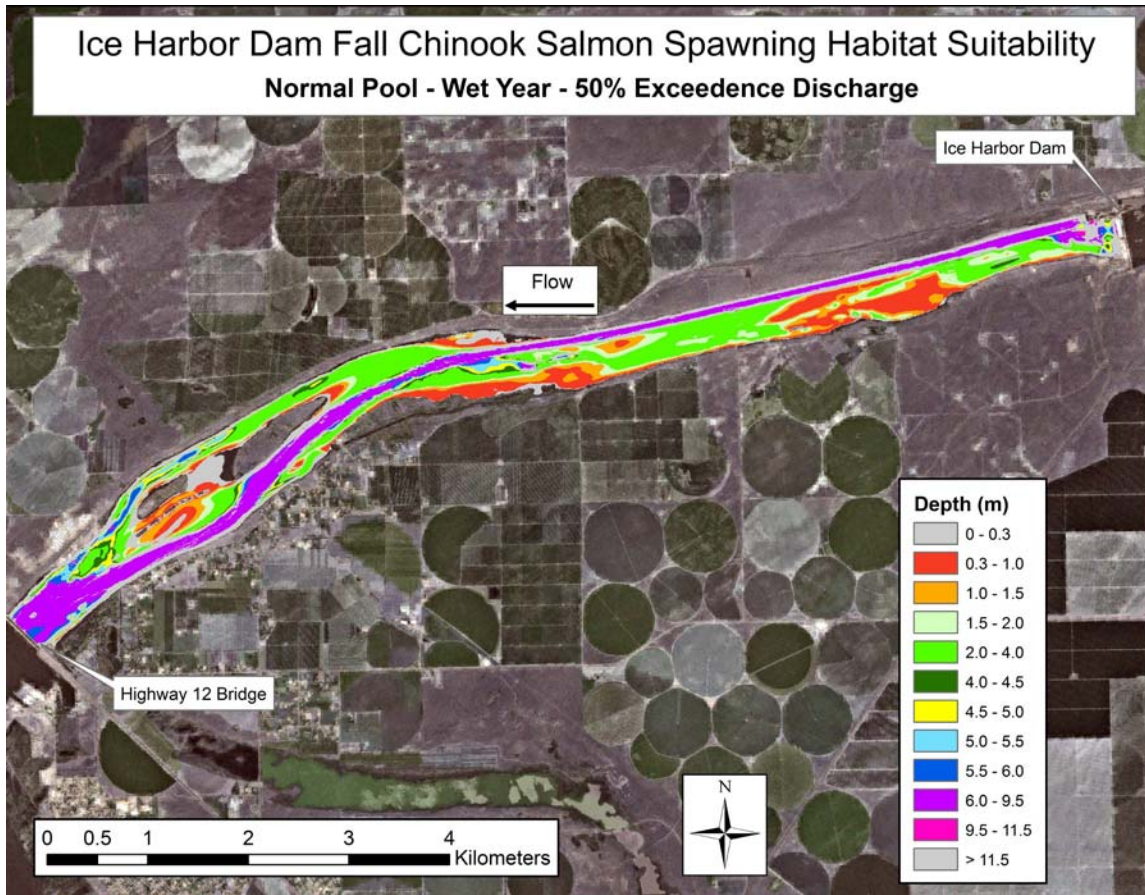 Ice Harbor Dam Fall Chinook Salmon Spawning Habitat Suitability
Normal Pool - Wet Year - 50% Exceedence Discharge
Ice Harbor Dam
Flow
Highway 12 Bridge
Depth (m)
0 - 0.3
0.3 - 1.0
1.0 - 1.5
1.5 - 2.0
2.0 - 4.0
4.0 - 4.5
4.5 - 5.0
5.0 - 5.5
5.5 - 6.0
6.0 - 9.5
9.5 - 11.5
> 11.5
N
0 0.5 1 2 3 4
Kilometers